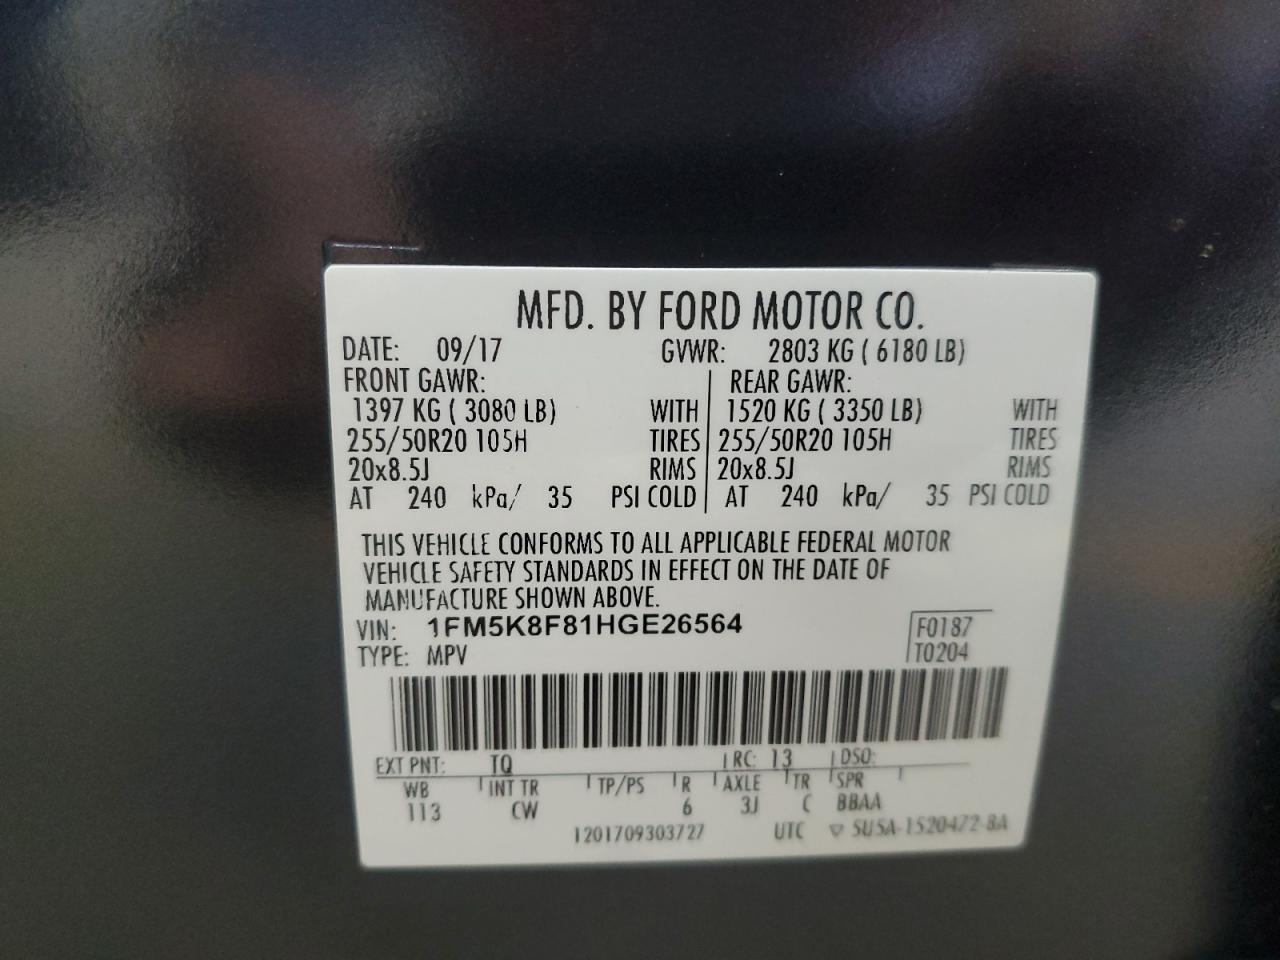 MFD. BY FORD MOTOR CO.
DATE: 09/17 GVWR: 2803 KG ( 6180 LB)
FRONT GAWR: REAR GAWR:
1397 KG ( 3080 LB) WITH 1520 KG ( 3350 LB) WITH
255/50R20 105H TIRES 255/50R20 105H TIRES
20x8.5J RIMS 20x8.5J RIMS
AT 240 kPa/ 35 PSI COLD AT 240 kPa/ 35 PSI COLD
THIS VEHICLE CONFORMS TO ALL APPLICABLE FEDERAL MOTOR
VEHICLE SAFETY STANDARDS IN EFFECT ON THE DATE OF
MANUFACTURE SHOWN ABOVE.
VIN: 1FM5K8F81HGE26564 F0187
TYPE: MPV T0204
EXT PNT: TQ RC: 13 DSO:
WB INT TR TP/PS R AXLE TR SPR
113 CW 6 3J C BBAA
1201709303727 UTC ▽ SU5A-1520472-BA